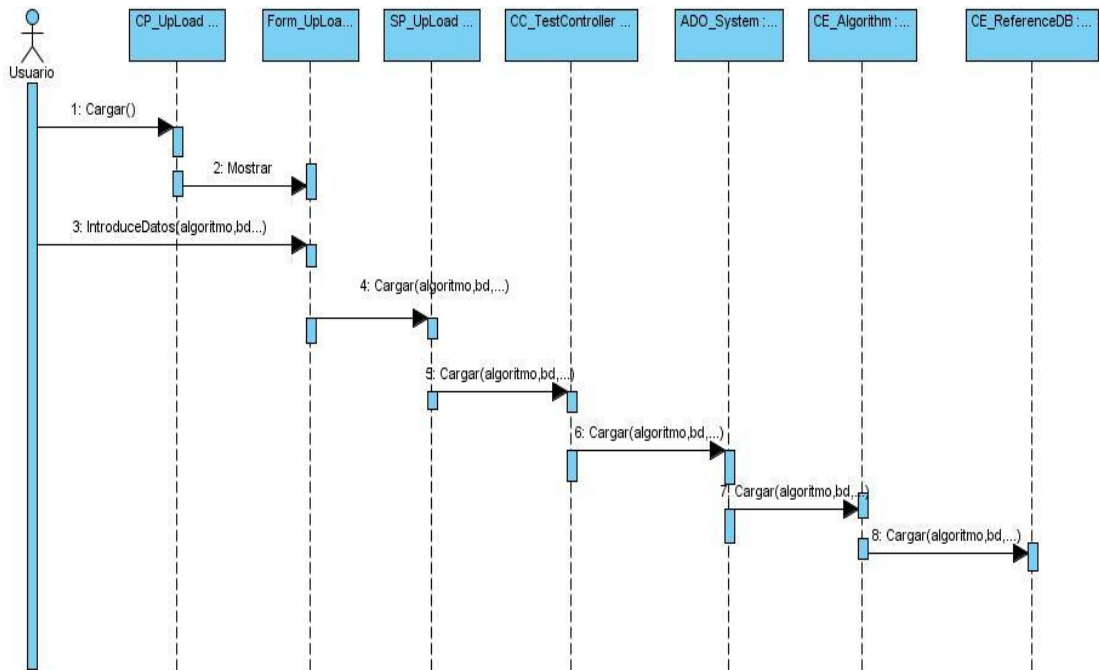 CP_UpLoad ...
Form_UpLoa...
SP_UpLoad ...
CC_TestController
ADO_System :...
CE_Algorithm :...
CE_ReferenceDB :...
Usuario
1: Cargar()
2: Mostrar
3: IntroduceDatos(algoritmo,bd...)
4: Cargar(algoritmo,bd,...)
5: Cargar(algoritmo,bd,...)
6: Cargar(algoritmo,bd,...)
7: Cargar(algoritmo,bd,...)
8: Cargar(algoritmo,bd,...)